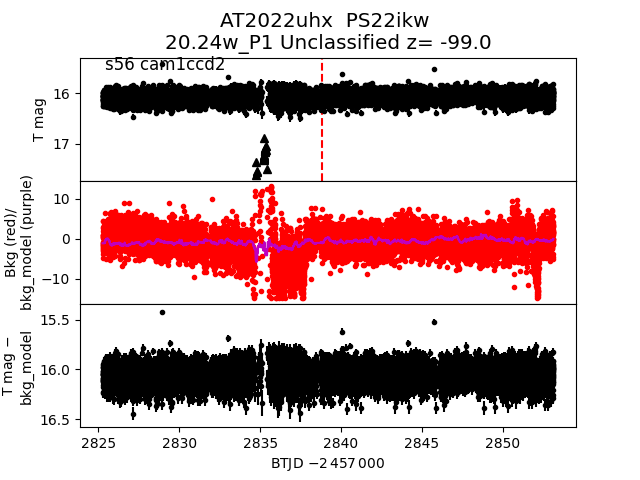 AT2022uhx  PS22ikw
20.24w_P1 Unclassified z= -99.0
s56 cam1ccd2
T mag
16
17
Bkg (red)/
bkg_model (purple)
10
0
−10
T mag −
bkg_model
15.5
16.0
16.5
2825 2830 2835 2840 2845 2850
BTJD −2 457 000